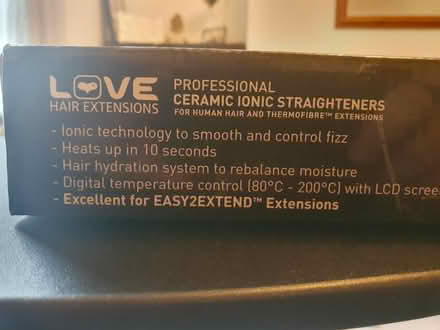 LOVE
HAIR EXTENSIONS
PROFESSIONAL
CERAMIC IONIC STRAIGHTENERS
FOR HUMAN HAIR AND THERMOFIBRE™ EXTENSIONS
- Ionic technology to smooth and control fizz
- Heats up in 10 seconds
- Hair hydration system to rebalance moisture
- Digital temperature control (80°C - 200°C) with LCD scree
- Excellent for EASY2EXTEND™ Extensions